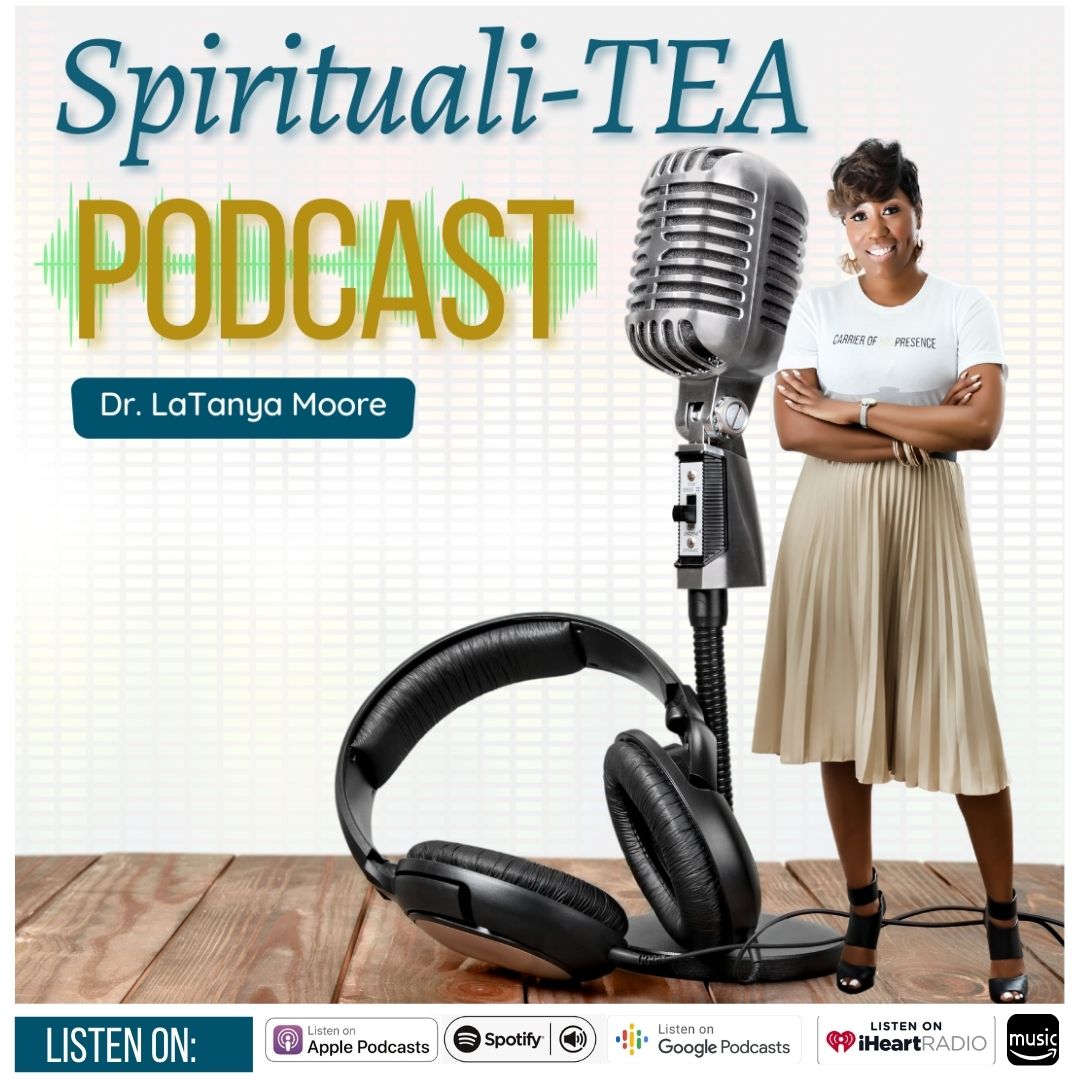 Spirituali-TEA
PODCAST
Dr. LaTanya Moore
CARRIER OF PRESENCE
LISTEN ON:
Listen on
Apple Podcasts
Spotify
Listen on
Google Podcasts
LISTEN ON
iHeartRADIO
music